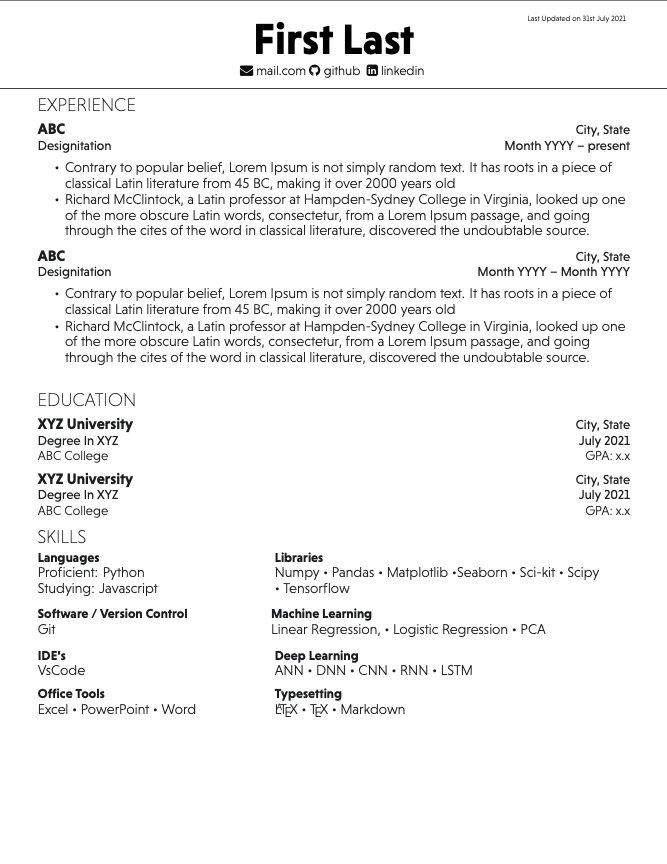 Last Updated on 31st July 2021
First Last
mail.com github linkedin
EXPERIENCE
ABC City, State
Designitation Month YYYY – present
• Contrary to popular belief, Lorem Ipsum is not simply random text. It has roots in a piece of
classical Latin literature from 45 BC, making it over 2000 years old
• Richard McClintock, a Latin professor at Hampden-Sydney College in Virginia, looked up one
of the more obscure Latin words, consectetur, from a Lorem Ipsum passage, and going
through the cites of the word in classical literature, discovered the undoubtable source.
ABC City, State
Designitation Month YYYY – Month YYYY
• Contrary to popular belief, Lorem Ipsum is not simply random text. It has roots in a piece of
classical Latin literature from 45 BC, making it over 2000 years old
• Richard McClintock, a Latin professor at Hampden-Sydney College in Virginia, looked up one
of the more obscure Latin words, consectetur, from a Lorem Ipsum passage, and going
through the cites of the word in classical literature, discovered the undoubtable source.
EDUCATION
XYZ University City, State
Degree In XYZ July 2021
ABC College GPA: x.x
XYZ University City, State
Degree In XYZ July 2021
ABC College GPA: x.x
SKILLS
Languages Libraries
Proficient: Python Numpy • Pandas • Matplotlib •Seaborn • Sci-kit • Scipy
Studying: Javascript • Tensorflow
Software / Version Control Machine Learning
Git Linear Regression, • Logistic Regression • PCA
IDE's Deep Learning
VsCode ANN • DNN • CNN • RNN • LSTM
Office Tools Typesetting
Excel • PowerPoint • Word LATEX • TEX • Markdown